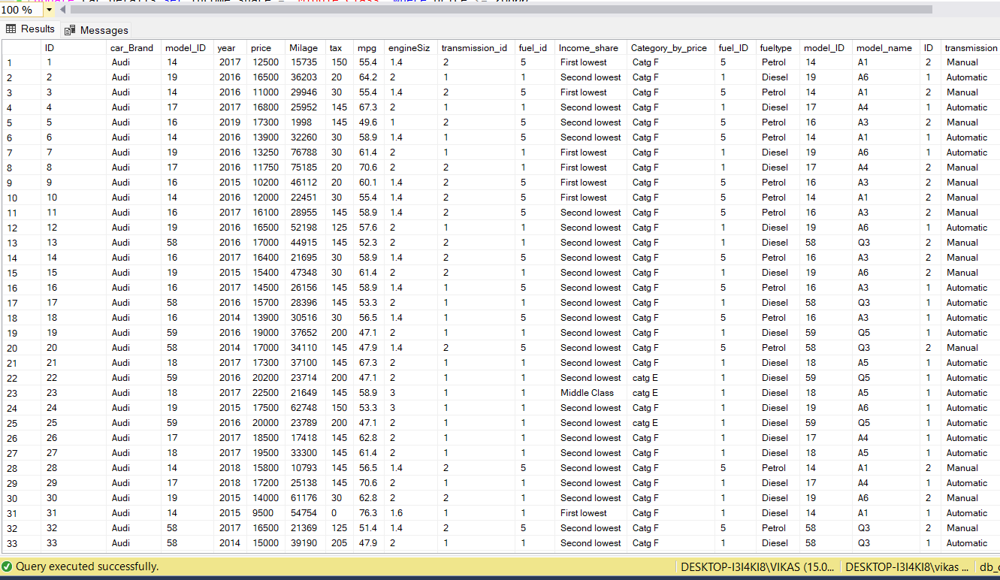 100 %
Results Messages
ID car_Brand model_ID year price Milage tax mpg engineSiz transmission_id fuel_id Income_share Category_by_price fuel_ID fueltype model_ID model_name ID transmission
1 1 Audi 14 2017 12500 15735 150 55.4 1.4 2 5 First lowest Catg F 5 Petrol 14 A1 2 Manual
2 2 Audi 19 2016 16500 36203 20 64.2 2 1 1 Second lowest Catg F 1 Diesel 19 A6 1 Automatic
3 3 Audi 14 2016 11000 29946 30 55.4 1.4 2 5 First lowest Catg F 5 Petrol 14 A1 2 Manual
4 4 Audi 17 2017 16800 25952 145 67.3 2 1 1 Second lowest Catg F 1 Diesel 17 A4 1 Automatic
5 5 Audi 16 2019 17300 1998 145 49.6 1 2 5 Second lowest Catg F 5 Petrol 16 A3 2 Manual
6 6 Audi 14 2016 13900 32260 30 58.9 1.4 1 5 Second lowest Catg F 5 Petrol 14 A1 1 Automatic
7 7 Audi 19 2016 13250 76788 30 61.4 2 1 1 First lowest Catg F 1 Diesel 19 A6 1 Automatic
8 8 Audi 17 2016 11750 75185 20 70.6 2 2 1 First lowest Catg F 1 Diesel 17 A4 2 Manual
9 9 Audi 16 2015 10200 46112 20 60.1 1.4 2 5 First lowest Catg F 5 Petrol 16 A3 2 Manual
10 10 Audi 14 2016 12000 22451 30 55.4 1.4 2 5 First lowest Catg F 5 Petrol 14 A1 2 Manual
11 11 Audi 16 2017 16100 28955 145 58.9 1.4 2 5 Second lowest Catg F 5 Petrol 16 A3 2 Manual
12 12 Audi 19 2016 16500 52198 125 57.6 2 1 1 Second lowest Catg F 1 Diesel 19 A6 1 Automatic
13 13 Audi 58 2016 17000 44915 145 52.3 2 2 1 Second lowest Catg F 1 Diesel 58 Q3 2 Manual
14 14 Audi 16 2017 16400 21695 30 58.9 1.4 2 5 Second lowest Catg F 5 Petrol 16 A3 2 Manual
15 15 Audi 19 2015 15400 47348 30 61.4 2 2 1 Second lowest Catg F 1 Diesel 19 A6 2 Manual
16 16 Audi 16 2017 14500 26156 145 58.9 1.4 1 5 Second lowest Catg F 5 Petrol 16 A3 1 Automatic
17 17 Audi 58 2016 15700 28396 145 53.3 2 1 1 Second lowest Catg F 1 Diesel 58 Q3 1 Automatic
18 18 Audi 16 2014 13900 30516 30 56.5 1.4 1 5 Second lowest Catg F 5 Petrol 16 A3 1 Automatic
19 19 Audi 59 2016 19000 37652 200 47.1 2 1 1 Second lowest Catg F 1 Diesel 59 Q5 1 Automatic
20 20 Audi 58 2014 17000 34110 145 47.9 1.4 2 5 Second lowest Catg F 5 Petrol 58 Q3 2 Manual
21 21 Audi 18 2017 17300 37100 145 67.3 2 1 1 Second lowest Catg F 1 Diesel 18 A5 1 Automatic
22 22 Audi 59 2016 20200 23714 200 47.1 2 1 1 Second lowest catg E 1 Diesel 59 Q5 1 Automatic
23 23 Audi 18 2017 22500 21649 145 58.9 3 1 1 Middle Class catg E 1 Diesel 18 A5 1 Automatic
24 24 Audi 19 2015 17500 62748 150 53.3 3 1 1 Second lowest Catg F 1 Diesel 19 A6 1 Automatic
25 25 Audi 59 2016 20000 23789 200 47.1 2 1 1 Second lowest catg E 1 Diesel 59 Q5 1 Automatic
26 26 Audi 17 2017 18500 17418 145 62.8 2 1 1 Second lowest Catg F 1 Diesel 17 A4 1 Automatic
27 27 Audi 18 2017 19500 33300 145 61.4 2 1 1 Second lowest Catg F 1 Diesel 18 A5 1 Automatic
28 28 Audi 14 2018 15800 10793 145 56.5 1.4 2 5 Second lowest Catg F 5 Petrol 14 A1 2 Manual
29 29 Audi 17 2018 17200 25138 145 70.6 2 1 1 Second lowest Catg F 1 Diesel 17 A4 1 Automatic
30 30 Audi 19 2015 14000 61176 30 62.8 2 2 1 Second lowest Catg F 1 Diesel 19 A6 2 Manual
31 31 Audi 14 2015 9500 54754 0 76.3 1.6 1 1 First lowest Catg F 1 Diesel 14 A1 1 Automatic
32 32 Audi 58 2017 16500 21369 125 51.4 1.4 2 5 Second lowest Catg F 5 Petrol 58 Q3 2 Manual
33 33 Audi 58 2014 15000 39190 205 47.9 2 1 1 Second lowest Catg F 1 Diesel 58 Q3 1 Automatic
Query executed successfully. DESKTOP-I3I4KI8\VIKAS (15.0... DESKTOP-I3I4KI8\vikas ...